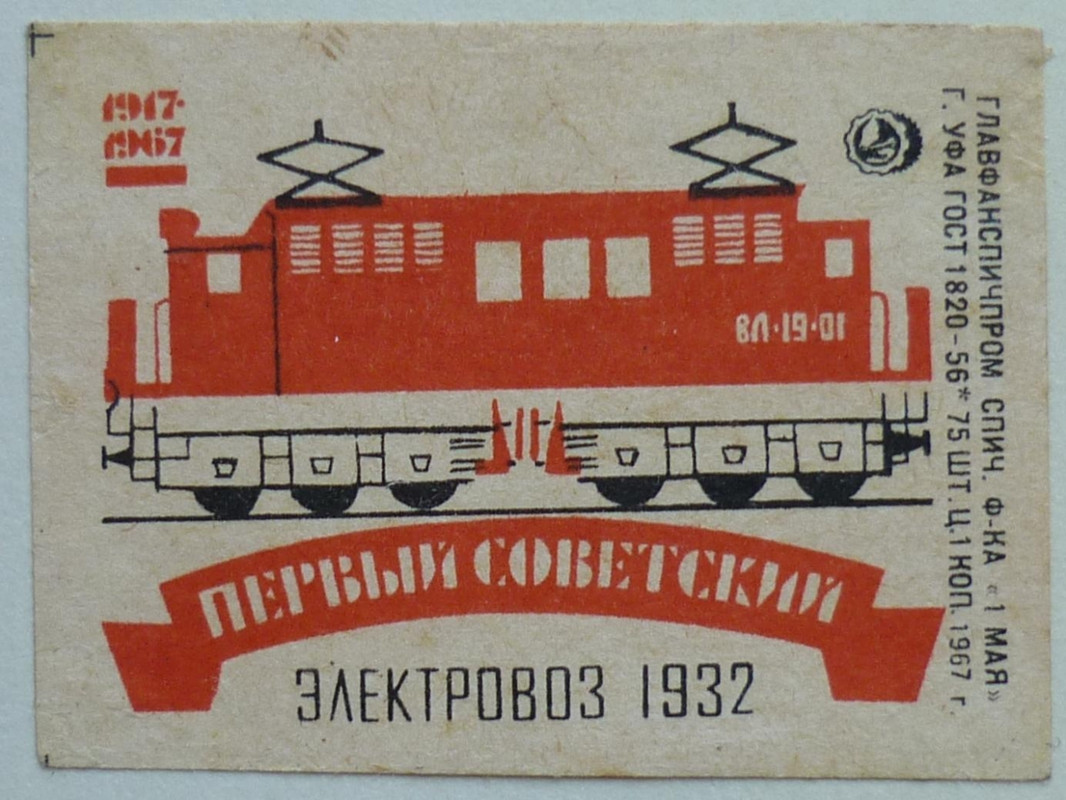 1917-
1967
ВЛ·19·01
ПЕРВЫЙ СОВЕТСКИЙ
ЭЛЕКТРОВОЗ 1932
ГЛАВФАНСПИЧПРОМ СПИЧ. Ф-КА «1 МАЯ»
Г. УФА ГОСТ 1820-56* 75 ШТ. Ц. 1 КОП. 1967 г.